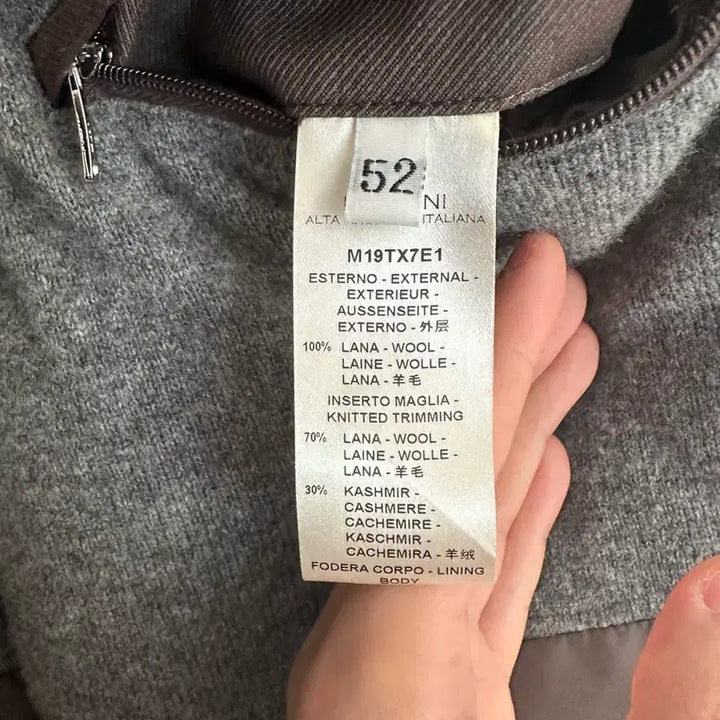 52
NI
ALTA ITALIANA
M19TX7E1
ESTERNO - EXTERNAL -
EXTERIEUR -
AUSSENSEITE -
EXTERNO - 外层
100% LANA - WOOL -
LAINE - WOLLE -
LANA - 羊毛
INSERTO MAGLIA -
KNITTED TRIMMING
70% LANA - WOOL -
LAINE - WOLLE -
LANA - 羊毛
30% KASHMIR -
CASHMERE -
CACHEMIRE -
KASCHMIR -
CACHEMIRA - 羊绒
FODERA CORPO - LINING
BODY